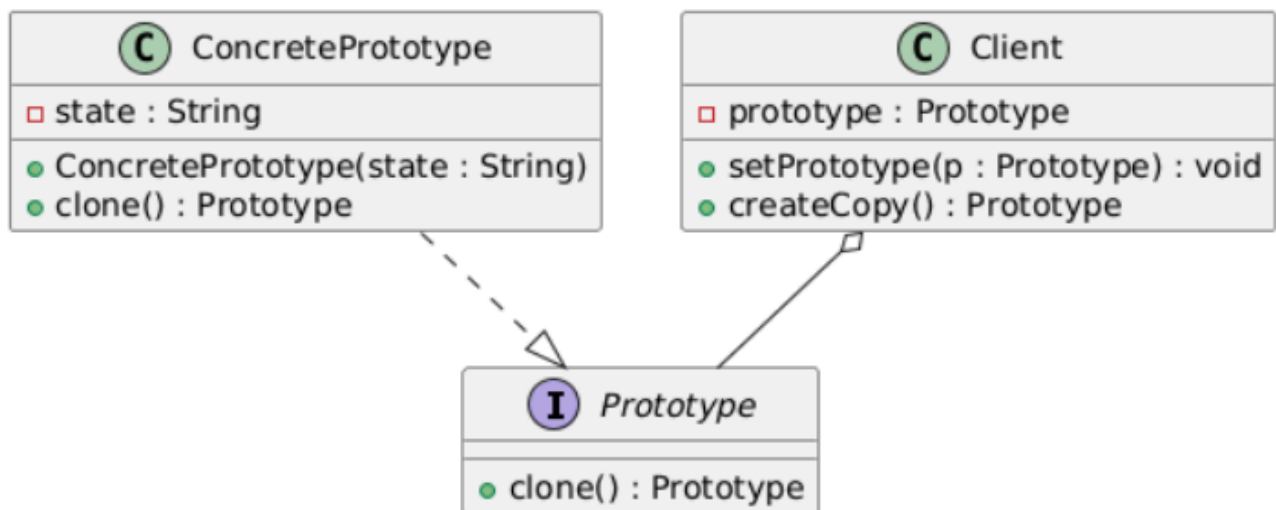 C ConcretePrototype
state : String
ConcretePrototype(state : String)
clone() : Prototype
C Client
prototype : Prototype
setPrototype(p : Prototype) : void
createCopy() : Prototype
I Prototype
clone() : Prototype